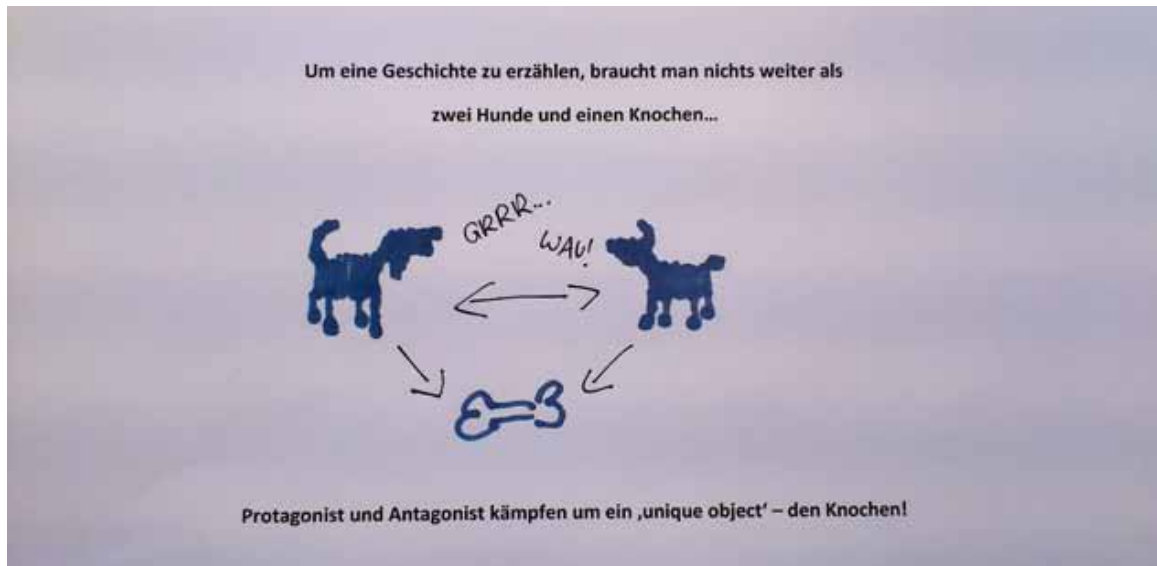 Um eine Geschichte zu erzählen, braucht man nichts weiter als
zwei Hunde und einen Knochen…
GRRR...
WAU!
Protagonist und Antagonist kämpfen um ein ‚unique object‘ – den Knochen!